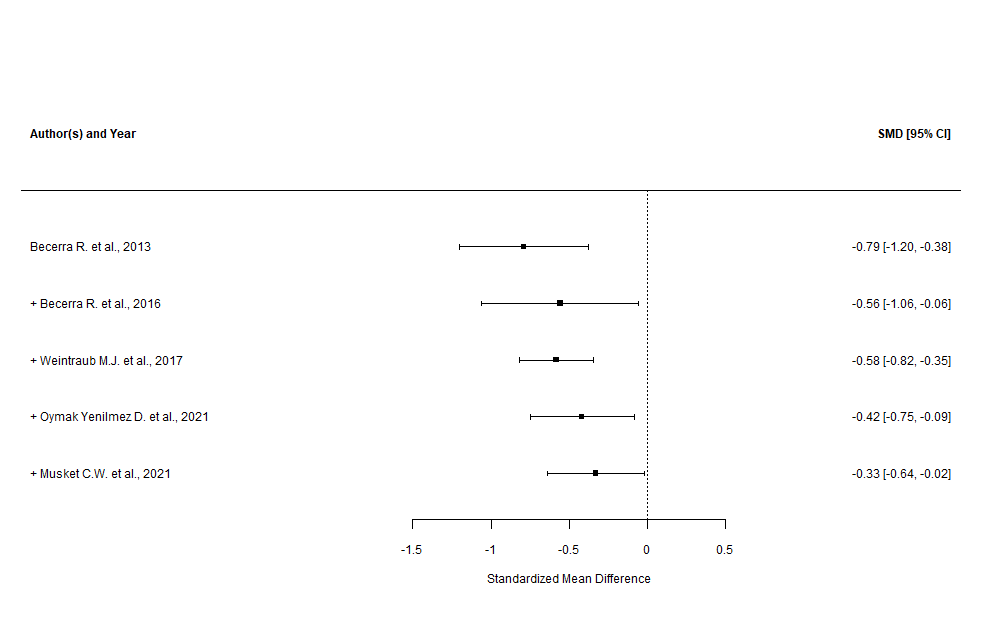 Author(s) and Year SMD [95% CI]
Becerra R. et al., 2013 -0.79 [-1.20, -0.38]
+ Becerra R. et al., 2016 -0.56 [-1.06, -0.06]
+ Weintraub M.J. et al., 2017 -0.58 [-0.82, -0.35]
+ Oymak Yenilmez D. et al., 2021 -0.42 [-0.75, -0.09]
+ Musket C.W. et al., 2021 -0.33 [-0.64, -0.02]
-1.5 -1 -0.5 0 0.5
Standardized Mean Difference